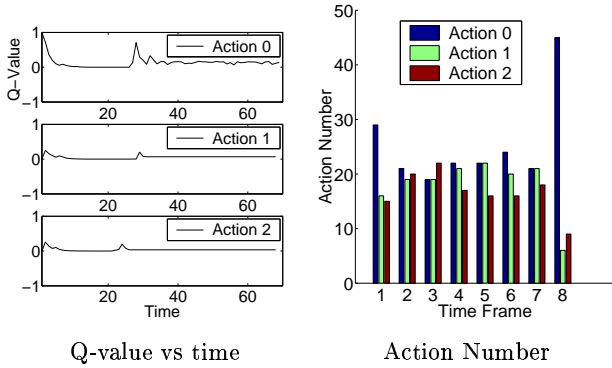 Q-Value
1
0
-1
Action 0
20 40 60
1
0
-1
Action 1
20 40 60
1
0
-1
Action 2
20 40 60
Time
Q-value vs time
Action Number
50
40
30
20
10
0
Action 0
Action 1
Action 2
1 2 3 4 5 6 7 8
Time Frame
Action Number